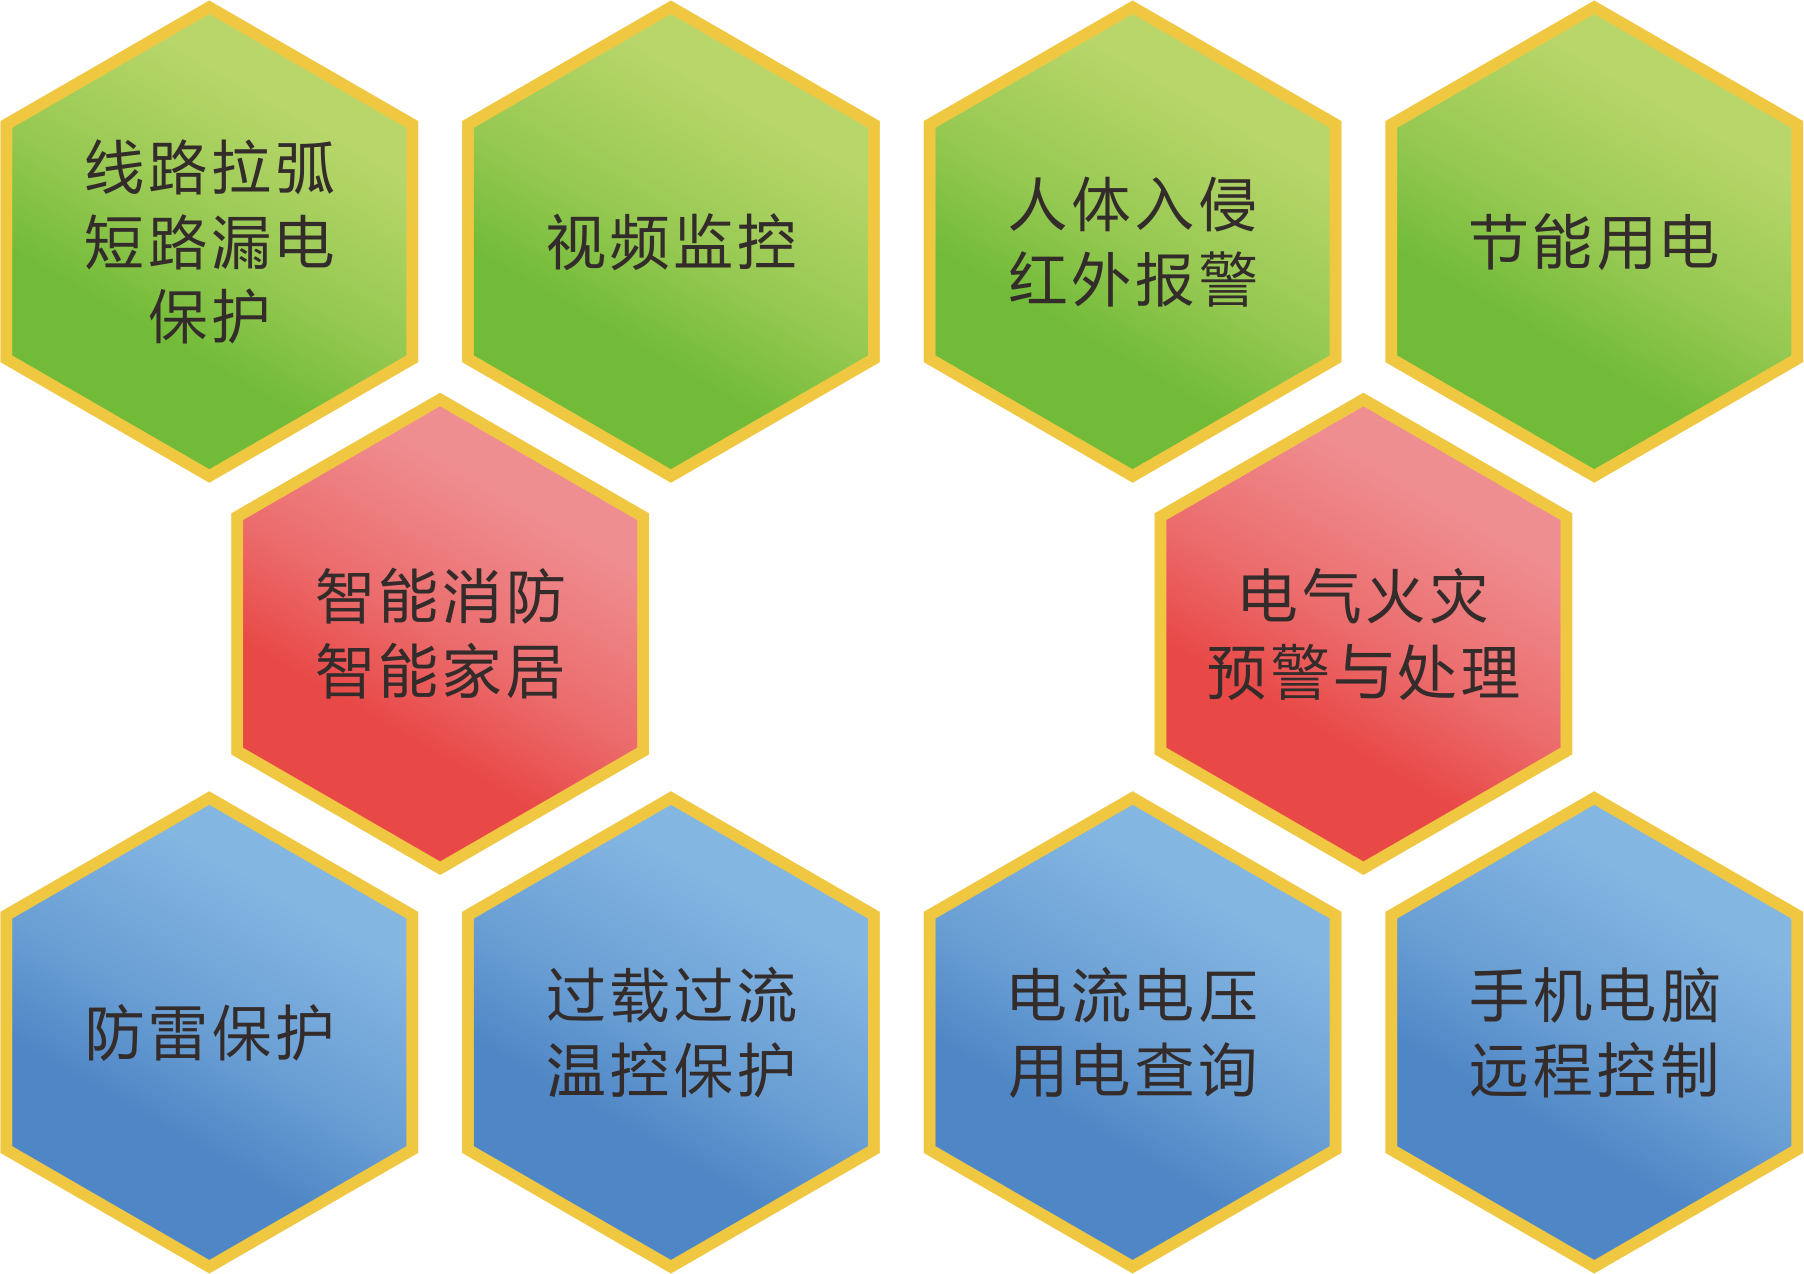 线路拉弧
短路漏电
保护
视频监控
人体入侵
红外报警
节能用电
智能消防
智能家居
电气火灾
预警与处理
防雷保护
过载过流
温控保护
电流电压
用电查询
手机电脑
远程控制